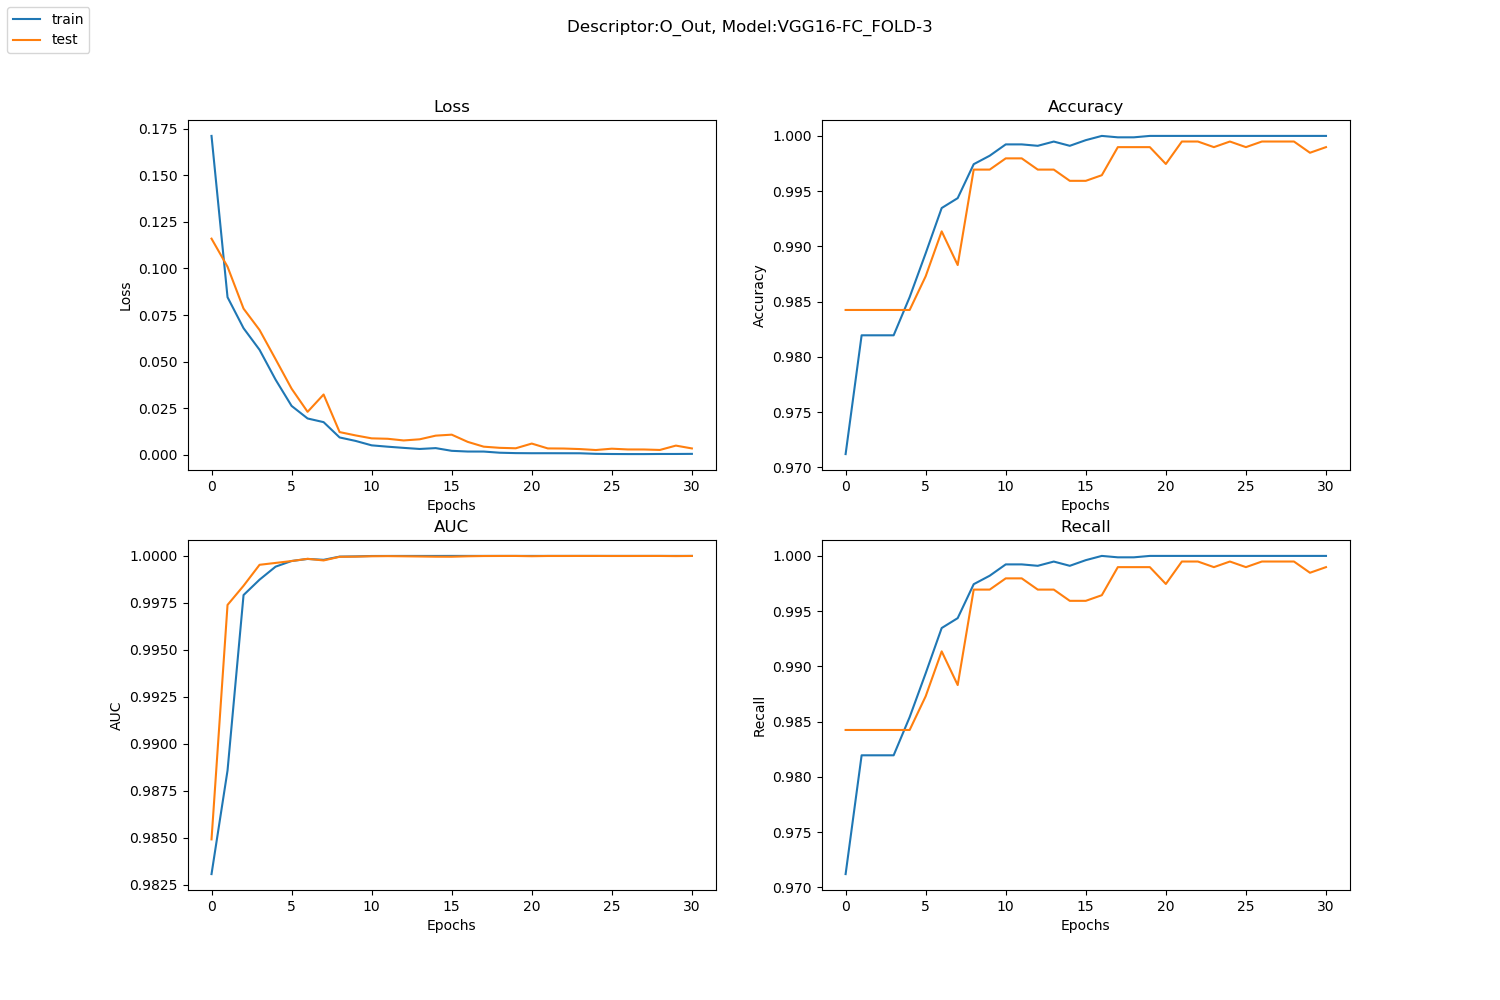 train
test
Descriptor:O_Out, Model:VGG16-FC_FOLD-3
Loss
0.175
0.150
0.125
0.100
0.075
0.050
0.025
0.000
Loss
0 5 10 15 20 25 30
Epochs
Accuracy
1.000
0.995
0.990
0.985
0.980
0.975
0.970
Accuracy
0 5 10 15 20 25 30
Epochs
AUC
1.0000
0.9975
0.9950
0.9925
0.9900
0.9875
0.9850
0.9825
AUC
0 5 10 15 20 25 30
Epochs
Recall
1.000
0.995
0.990
0.985
0.980
0.975
0.970
Recall
0 5 10 15 20 25 30
Epochs